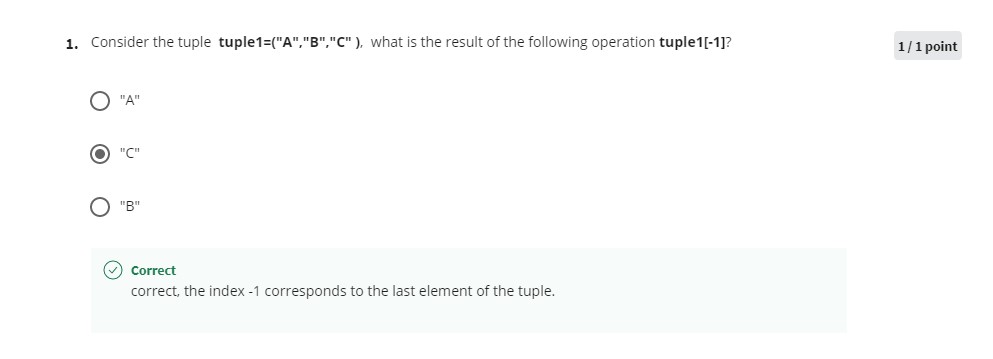 1. Consider the tuple tuple1=("A","B","C" ), what is the result of the following operation tuple1[-1]?
1 / 1 point
"A"
"C"
"B"
Correct
correct, the index -1 corresponds to the last element of the tuple.